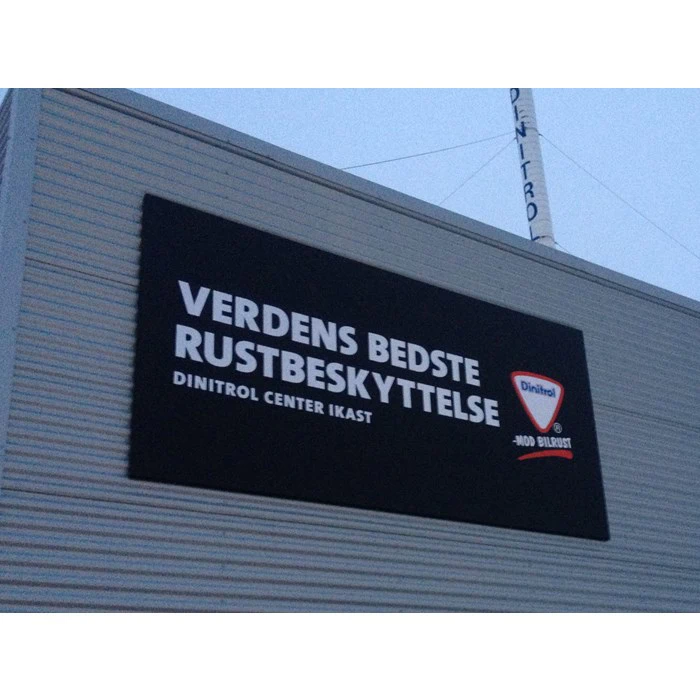 DINITROL
VERDENS BEDSTE
RUSTBESKYTTELSE
DINITROL CENTER IKAST
Dinitrol
®
-MOD BILRUST